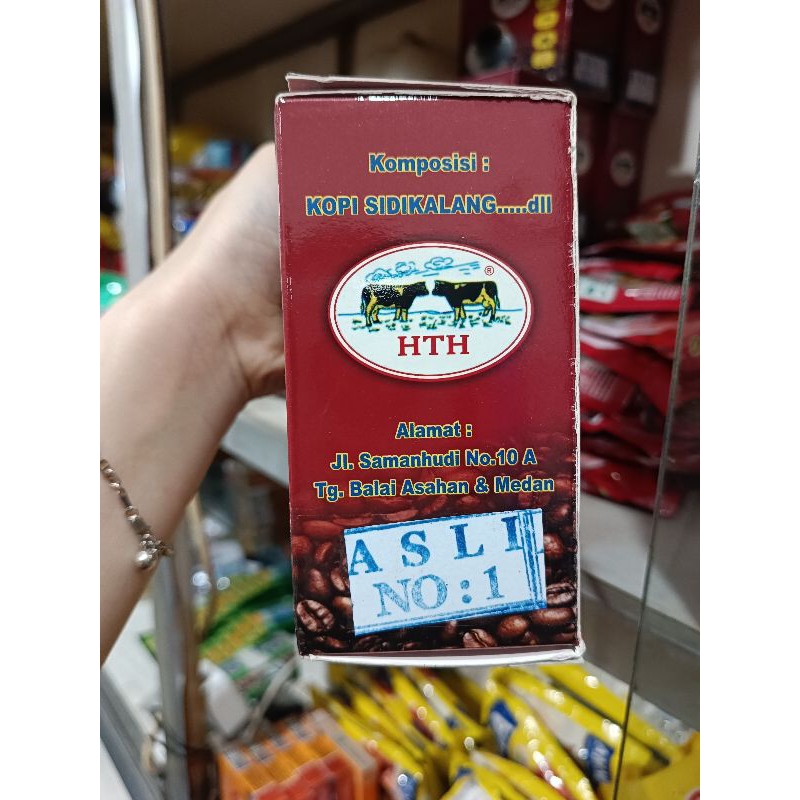 Komposisi :
KOPI SIDIKALANG.....dll
®
HTH
Alamat :
Jl. Samanhudi No.10 A
Tg. Balai Asahan & Medan
ASLI
NO:1